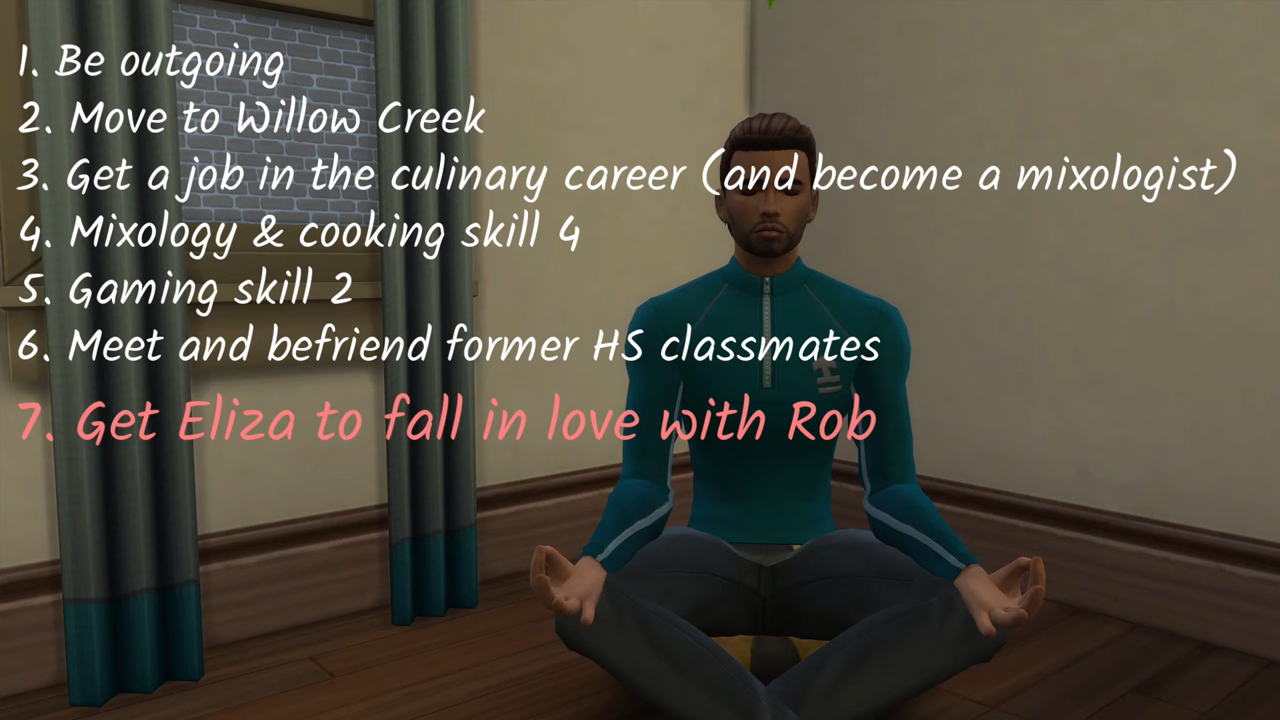 1. Be outgoing
2. Move to Willow Creek
3. Get a job in the culinary career (and become a mixologist)
4. Mixology & cooking skill 4
5. Gaming skill 2
6. Meet and befriend former HS classmates
7. Get Eliza to fall in love with Rob